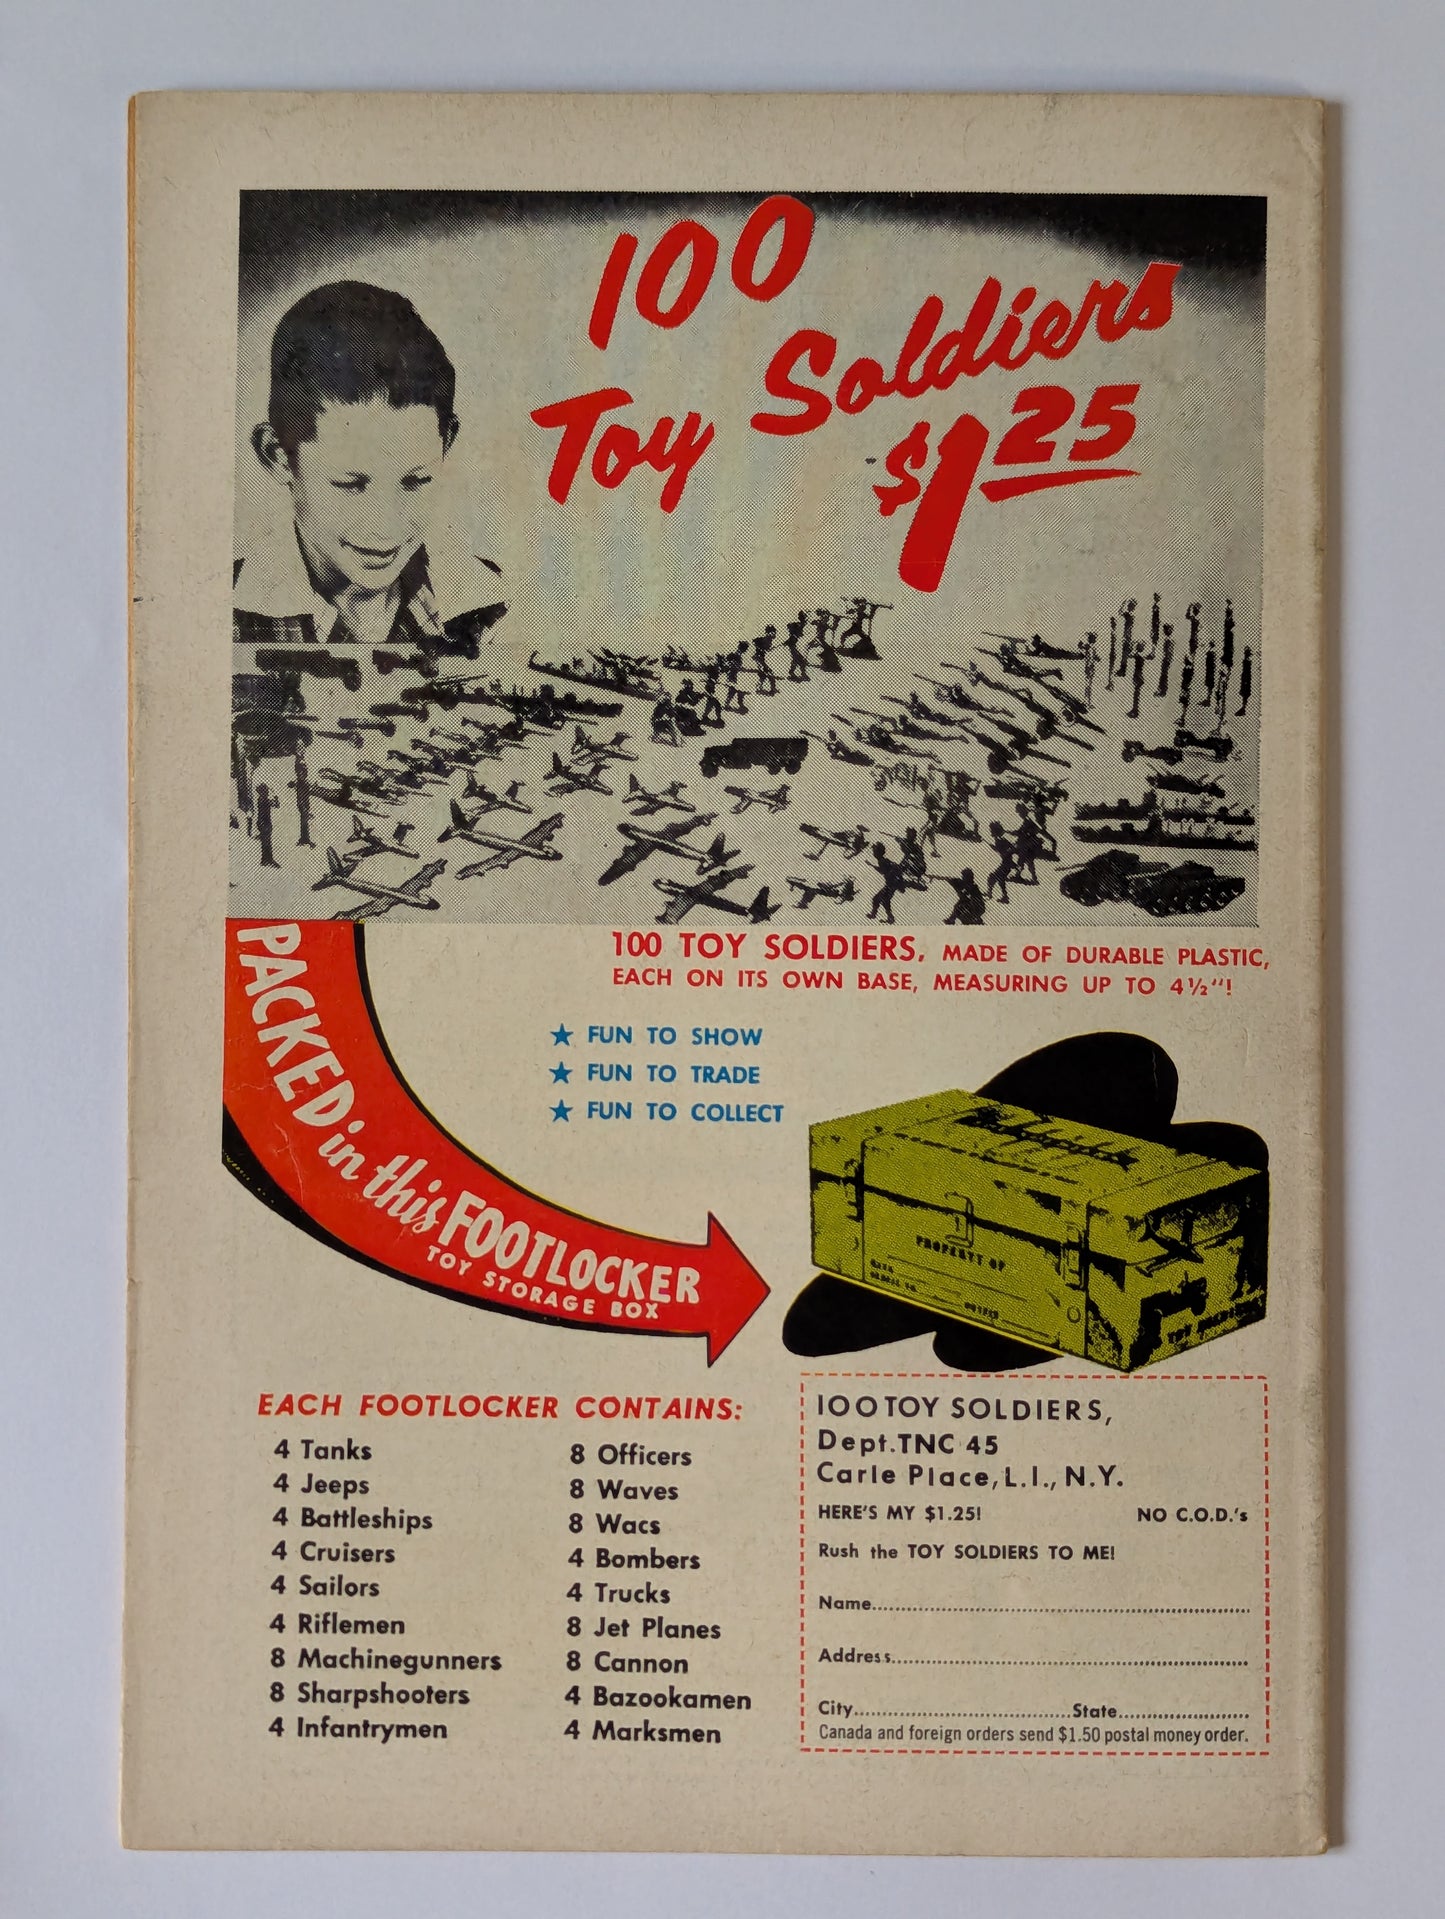 100
Toy Soldiers
$1.25
100 TOY SOLDIERS, MADE OF DURABLE PLASTIC,
EACH ON ITS OWN BASE, MEASURING UP TO 4½"!
★ FUN TO SHOW
★ FUN TO TRADE
★ FUN TO COLLECT
PACKED in this FOOTLOCKER
TOY STORAGE BOX
PROPERTY OF
EACH FOOTLOCKER CONTAINS:
4 Tanks
4 Jeeps
4 Battleships
4 Cruisers
4 Sailors
4 Riflemen
8 Machinegunners
8 Sharpshooters
4 Infantrymen
8 Officers
8 Waves
8 Wacs
4 Bombers
4 Trucks
8 Jet Planes
8 Cannon
4 Bazookamen
4 Marksmen
100 TOY SOLDIERS,
Dept. TNC 45
Carle Place, L.I., N.Y.
HERE'S MY $1.25! NO C.O.D.'s
Rush the TOY SOLDIERS TO ME!
Name
Address
City State
Canada and foreign orders send $1.50 postal money order.